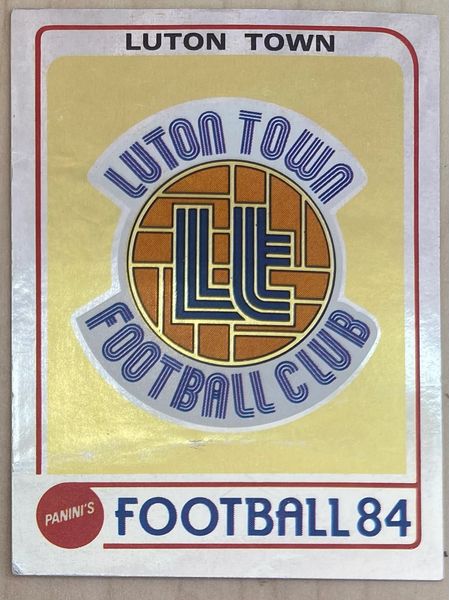 LUTON TOWN
LUTON TOWN
Lt
FOOTBALL CLUB
PANINI'S
FOOTBALL 84